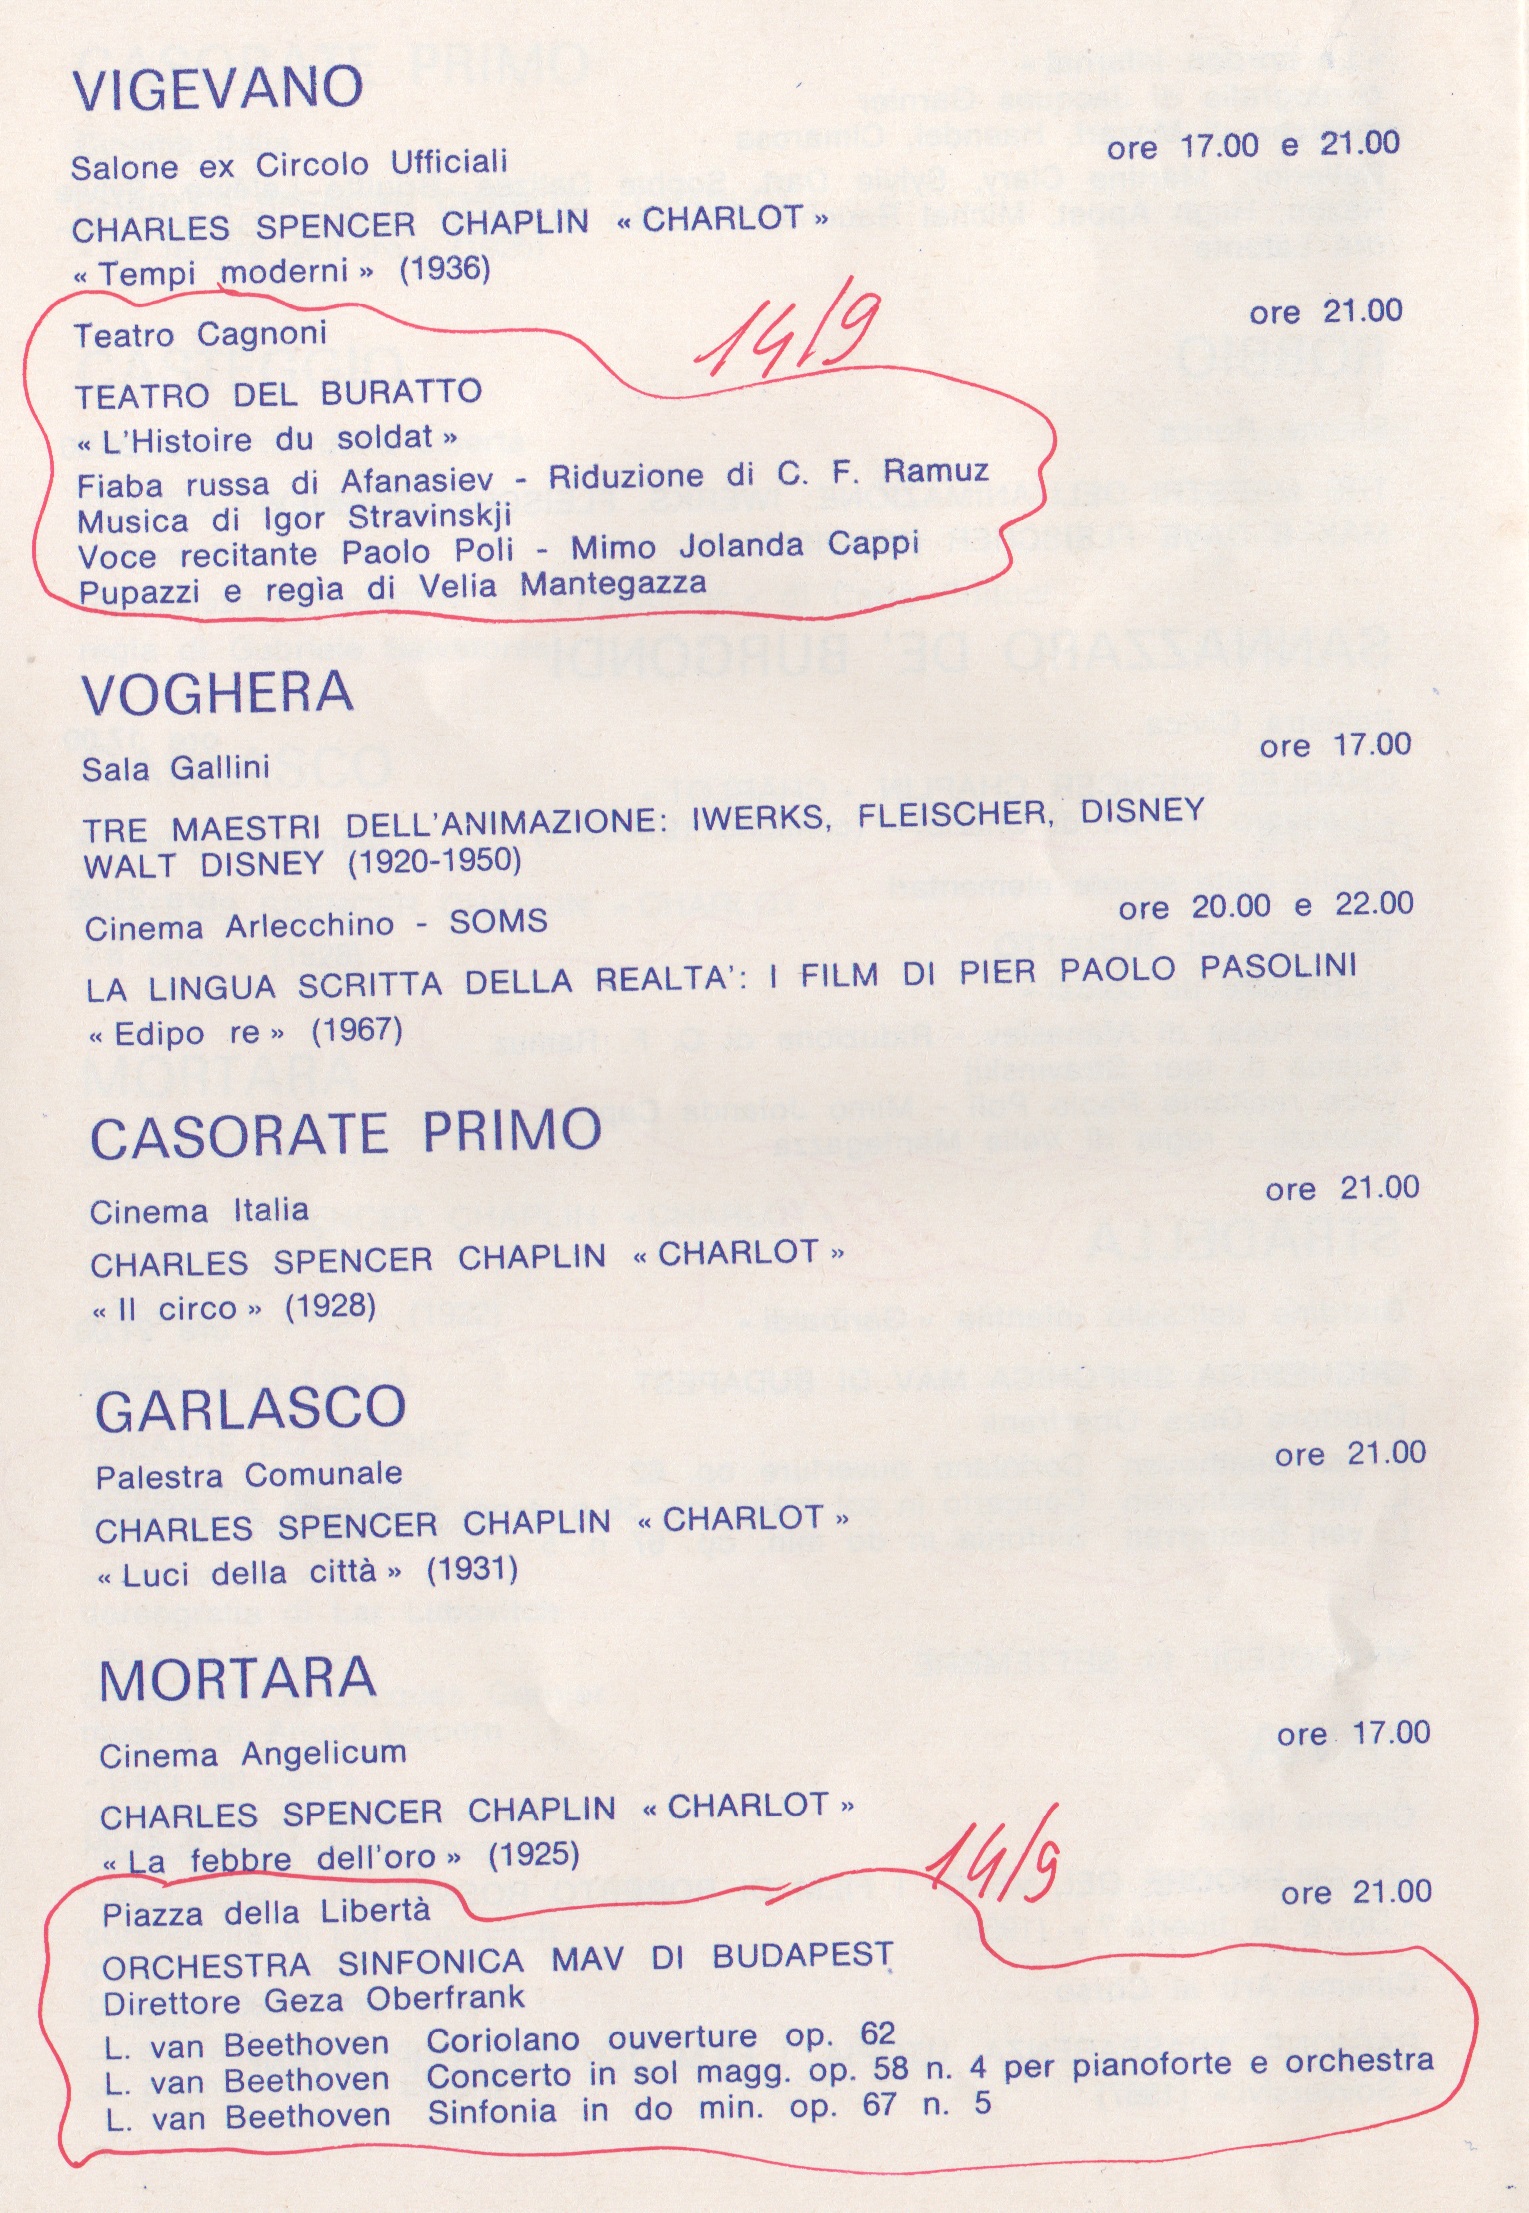 VIGEVANO
Salone ex Circolo Ufficiali ore 17.00 e 21.00
CHARLES SPENCER CHAPLIN « CHARLOT »
« Tempi moderni » (1936)
14/9
Teatro Cagnoni ore 21.00
TEATRO DEL BURATTO
« L'Histoire du soldat »
Fiaba russa di Afanasiev - Riduzione di C. F. Ramuz
Musica di Igor Stravinskji
Voce recitante Paolo Poli - Mimo Jolanda Cappi
Pupazzi e regia di Velia Mantegazza
VOGHERA
Sala Gallini ore 17.00
TRE MAESTRI DELL'ANIMAZIONE: IWERKS, FLEISCHER, DISNEY
WALT DISNEY (1920-1950)
Cinema Arlecchino - SOMS ore 20.00 e 22.00
LA LINGUA SCRITTA DELLA REALTA': I FILM DI PIER PAOLO PASOLINI
« Edipo re » (1967)
CASORATE PRIMO
Cinema Italia ore 21.00
CHARLES SPENCER CHAPLIN « CHARLOT »
« Il circo » (1928)
GARLASCO
Palestra Comunale ore 21.00
CHARLES SPENCER CHAPLIN « CHARLOT »
« Luci della città » (1931)
MORTARA
Cinema Angelicum ore 17.00
CHARLES SPENCER CHAPLIN « CHARLOT »
« La febbre dell'oro » (1925)
14/9
Piazza della Libertà ore 21.00
ORCHESTRA SINFONICA MAV DI BUDAPEST
Direttore Geza Oberfrank
L. van Beethoven Coriolano ouverture op. 62
L. van Beethoven Concerto in sol magg. op. 58 n. 4 per pianoforte e orchestra
L. van Beethoven Sinfonia in do min. op. 67 n. 5